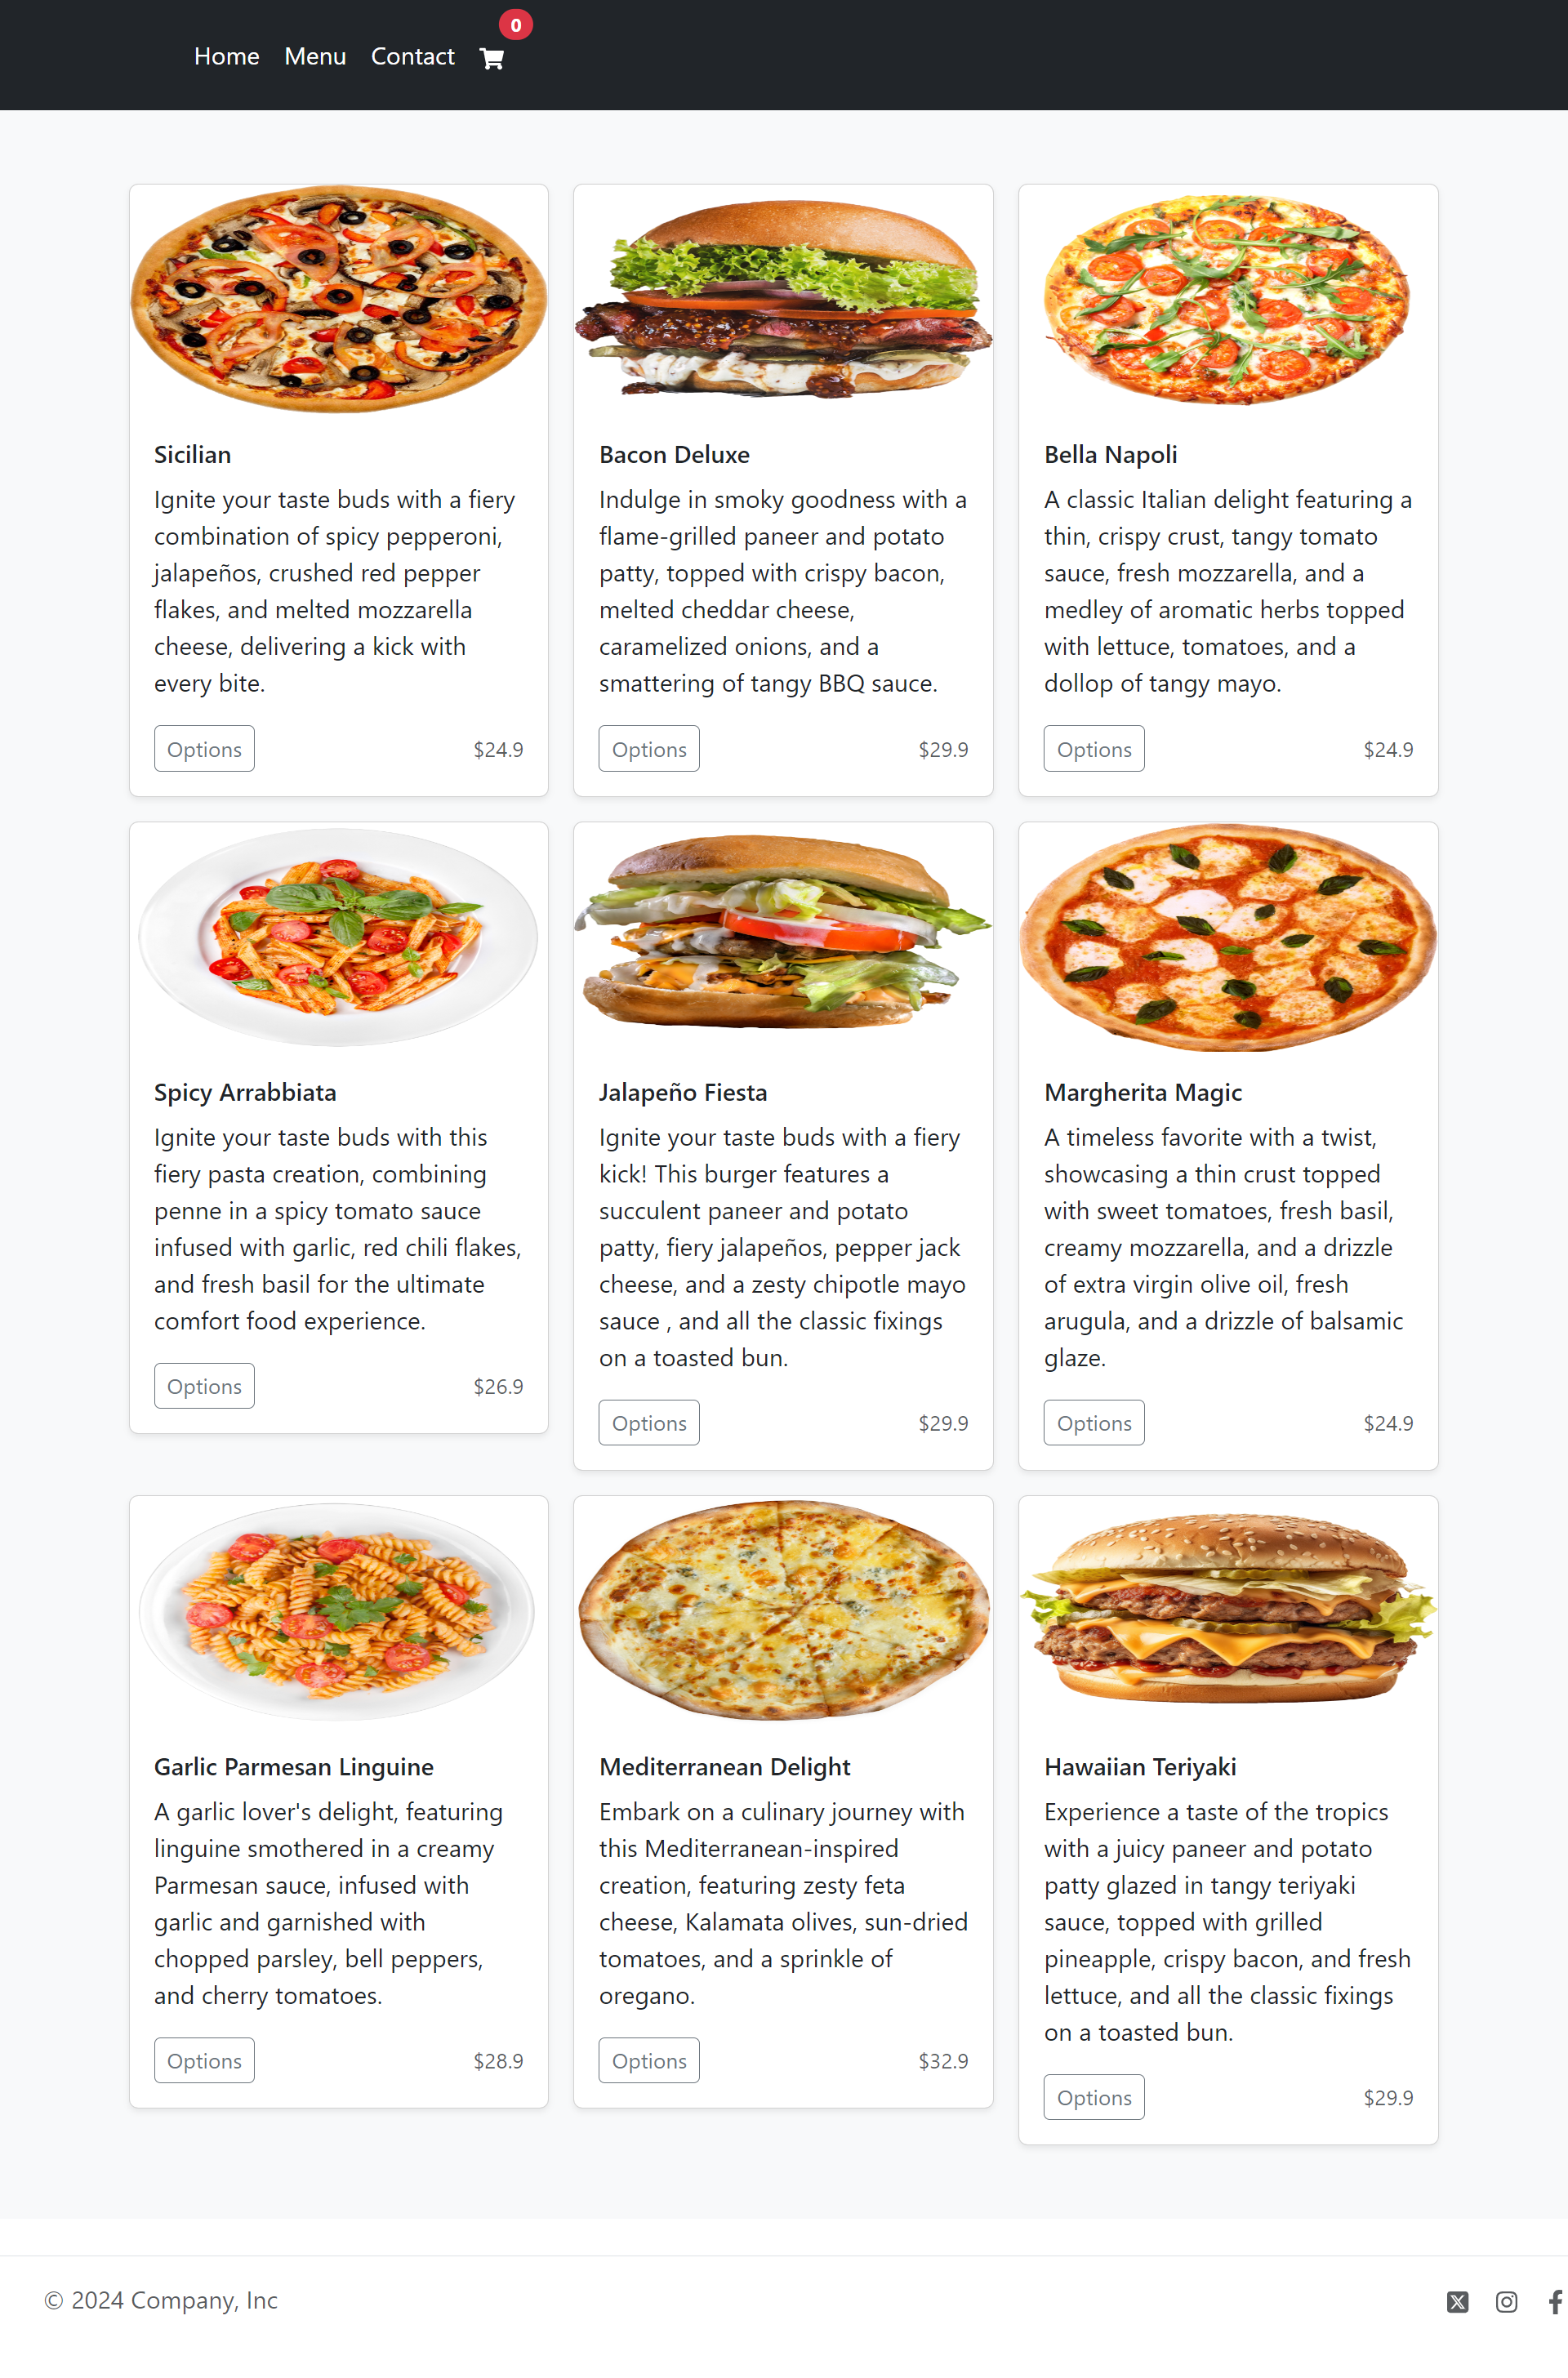 0
Home Menu Contact
Sicilian
Ignite your taste buds with a fiery
combination of spicy pepperoni,
jalapeños, crushed red pepper
flakes, and melted mozzarella
cheese, delivering a kick with
every bite.
Options $24.9
Bacon Deluxe
Indulge in smoky goodness with a
flame-grilled paneer and potato
patty, topped with crispy bacon,
melted cheddar cheese,
caramelized onions, and a
smattering of tangy BBQ sauce.
Options $29.9
Bella Napoli
A classic Italian delight featuring a
thin, crispy crust, tangy tomato
sauce, fresh mozzarella, and a
medley of aromatic herbs topped
with lettuce, tomatoes, and a
dollop of tangy mayo.
Options $24.9
Spicy Arrabbiata
Ignite your taste buds with this
fiery pasta creation, combining
penne in a spicy tomato sauce
infused with garlic, red chili flakes,
and fresh basil for the ultimate
comfort food experience.
Options $26.9
Jalapeño Fiesta
Ignite your taste buds with a fiery
kick! This burger features a
succulent paneer and potato
patty, fiery jalapeños, pepper jack
cheese, and a zesty chipotle mayo
sauce , and all the classic fixings
on a toasted bun.
Options $29.9
Margherita Magic
A timeless favorite with a twist,
showcasing a thin crust topped
with sweet tomatoes, fresh basil,
creamy mozzarella, and a drizzle
of extra virgin olive oil, fresh
arugula, and a drizzle of balsamic
glaze.
Options $24.9
Garlic Parmesan Linguine
A garlic lover's delight, featuring
linguine smothered in a creamy
Parmesan sauce, infused with
garlic and garnished with
chopped parsley, bell peppers,
and cherry tomatoes.
Options $28.9
Mediterranean Delight
Embark on a culinary journey with
this Mediterranean-inspired
creation, featuring zesty feta
cheese, Kalamata olives, sun-dried
tomatoes, and a sprinkle of
oregano.
Options $32.9
Hawaiian Teriyaki
Experience a taste of the tropics
with a juicy paneer and potato
patty glazed in tangy teriyaki
sauce, topped with grilled
pineapple, crispy bacon, and fresh
lettuce, and all the classic fixings
on a toasted bun.
Options $29.9
© 2024 Company, Inc